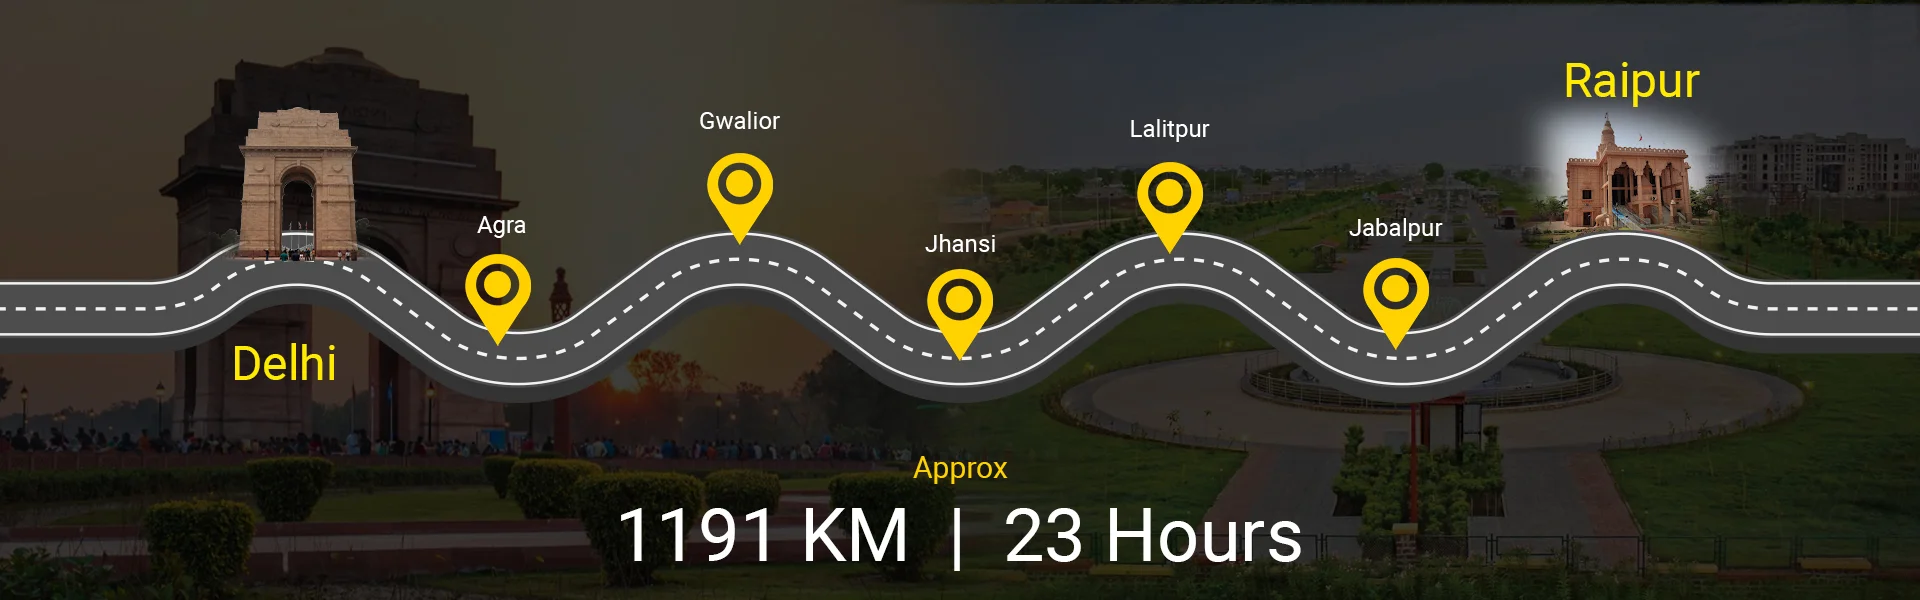 Delhi
Agra
Gwalior
Jhansi
Lalitpur
Jabalpur
Raipur
Approx
1191 KM | 23 Hours